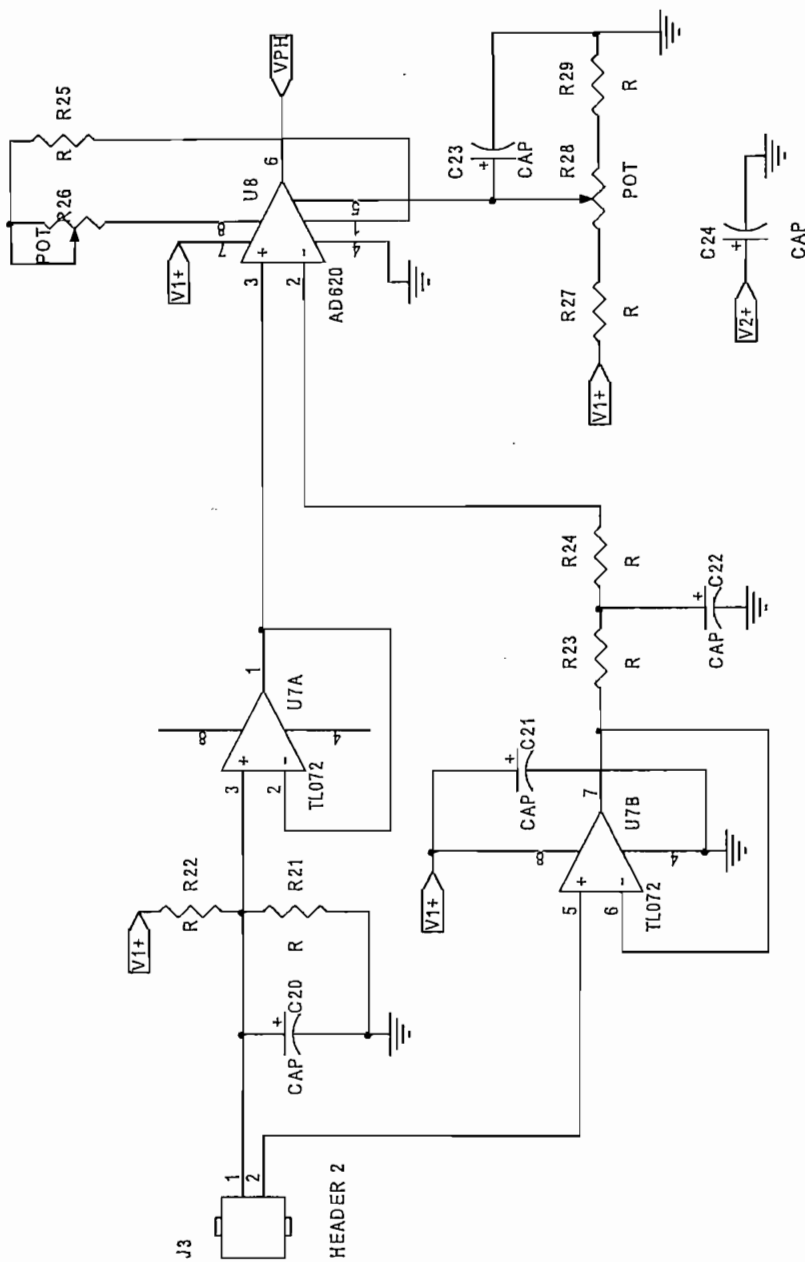 J3
1
2
HEADER 2
V1+
R22
R
R21
R
+
C20
CAP
3
2
+
-
8
4
1
U7A
TL072
V1+
+
C21
CAP
5
6
+
-
8
4
7
U7B
TL072
R23
R
R24
R
+
C22
CAP
POT
R26
R25
R
V1+
7
8
3
2
+
-
U8
6
VPH
5
1
4
AD620
+
C23
CAP
V1+
R27
R
R28
POT
R29
R
V2+
+
C24
CAP